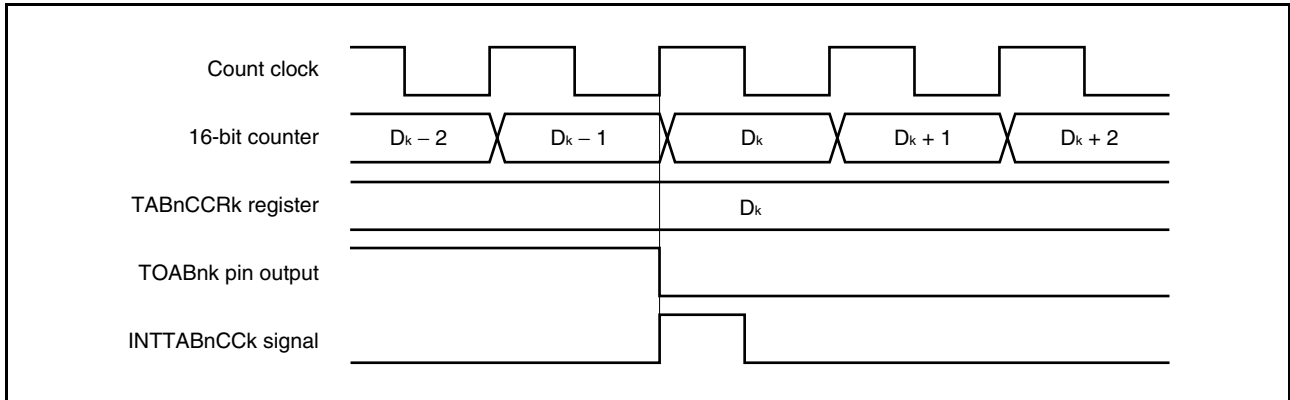 Count clock
16-bit counter
Dk − 2
Dk − 1
Dk
Dk + 1
Dk + 2
TABnCCRk register
Dk
TOABnk pin output
INTTABnCCk signal